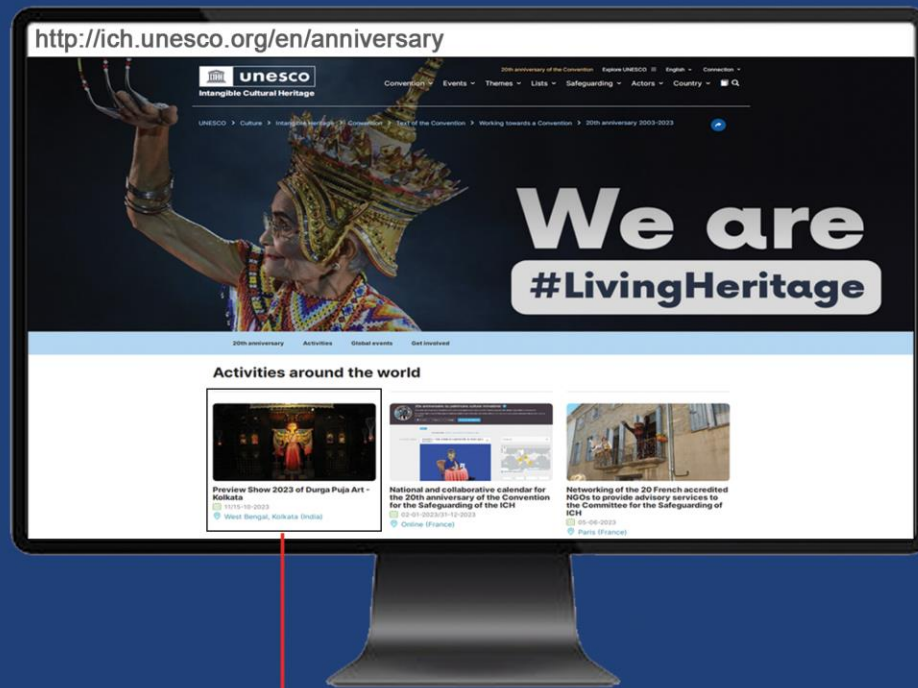 http://ich.unesco.org/en/anniversary
20th anniversary of the Convention Explore UNESCO English Connection
unesco
Intangible Cultural Heritage
Convention Events Themes Lists Safeguarding Actors Country
UNESCO > Culture > Intangible Heritage > Convention > Text of the Convention > Working towards a Convention > 20th anniversary 2003-2023
We are
#LivingHeritage
20th anniversary Activities Global events Get involved
Activities around the world
Preview Show 2023 of Durga Puja Art -
Kolkata
11/15-10-2023
West Bengal, Kolkata (India)
National and collaborative calendar for
the 20th anniversary of the Convention
for the Safeguarding of the ICH
02-01-2023/31-12-2023
Online (France)
Networking of the 20 French accredited
NGOs to provide advisory services to
the Committee for the Safeguarding of
ICH
05-06-2023
Paris (France)